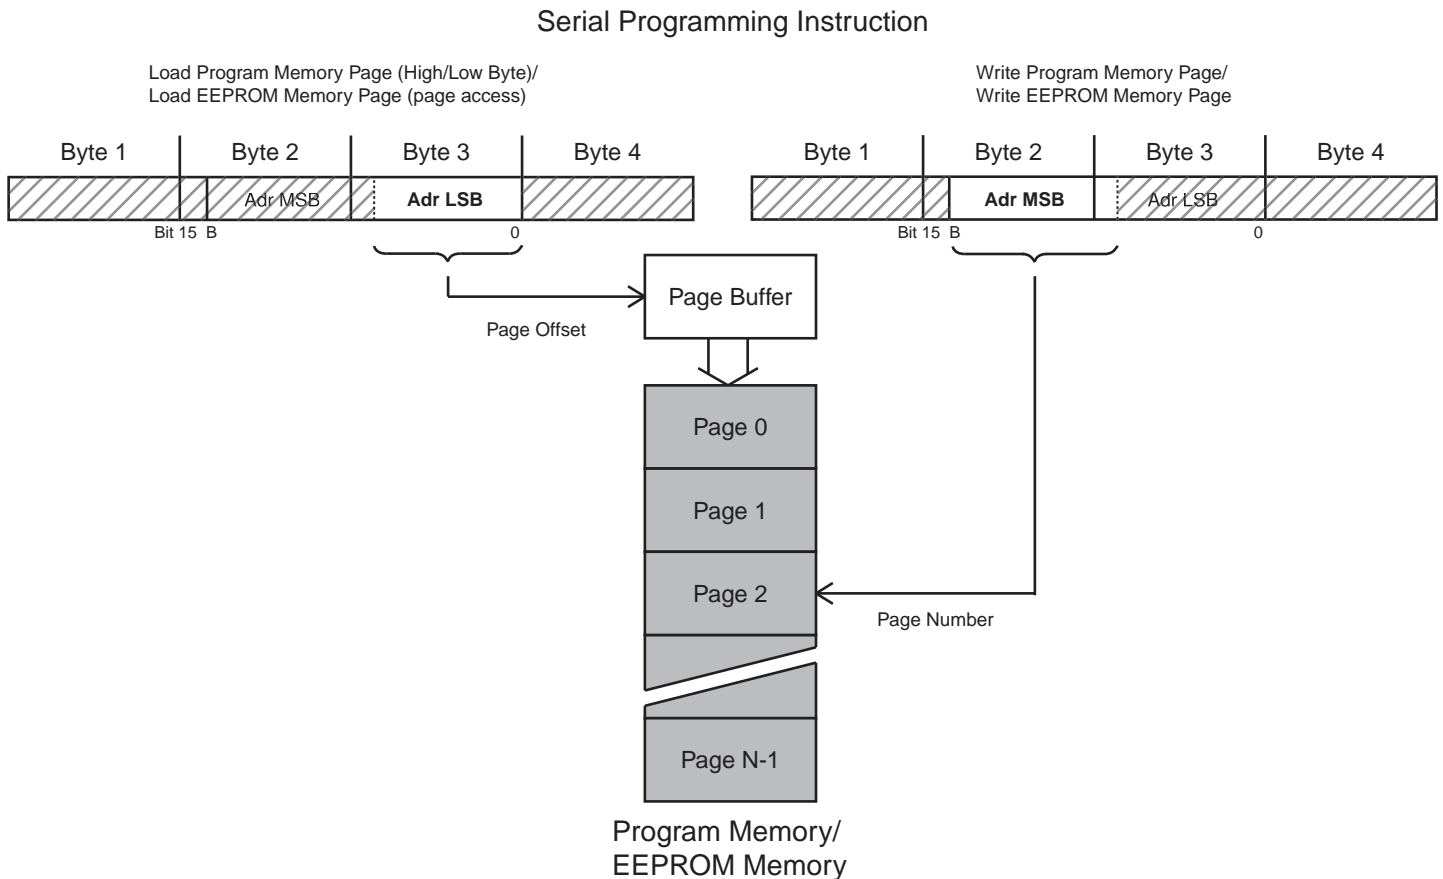 Serial Programming Instruction
Load Program Memory Page (High/Low Byte)/
Load EEPROM Memory Page (page access)
Write Program Memory Page/
Write EEPROM Memory Page
Byte 1 Byte 2 Byte 3 Byte 4
Adr MSB Adr LSB
Bit 15 B 0
Byte 1 Byte 2 Byte 3 Byte 4
Adr MSB Adr LSB
Bit 15 B 0
Page Buffer
Page Offset
Page 0
Page 1
Page 2
Page Number
Page N-1
Program Memory/
EEPROM Memory